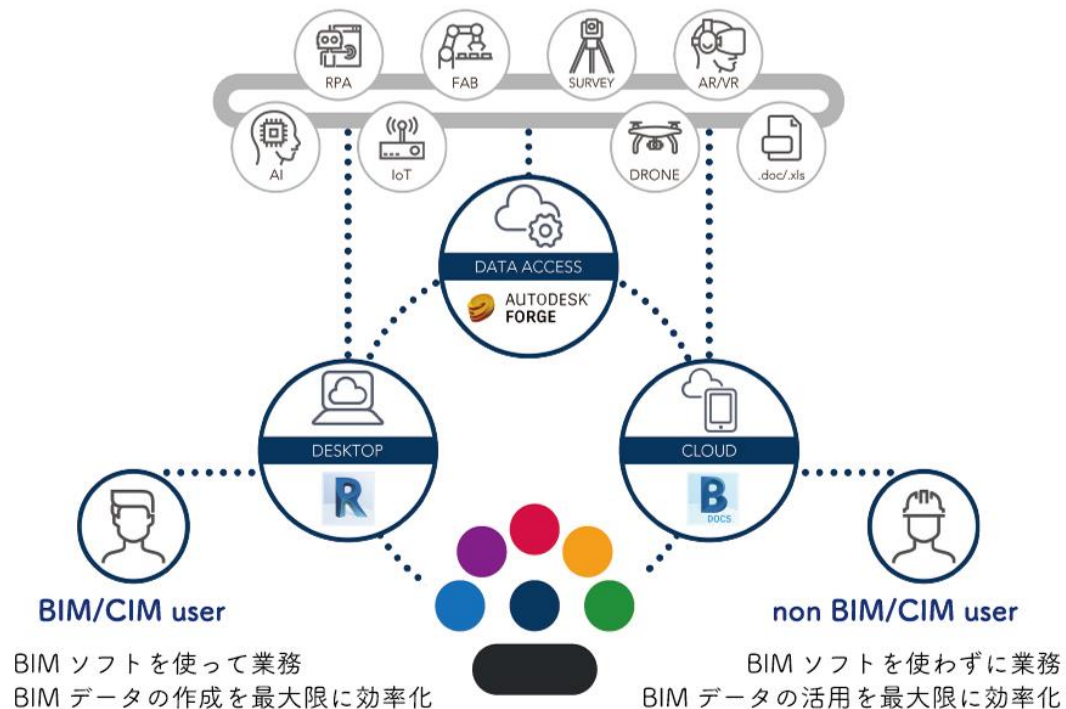 RPA
FAB
SURVEY
AR/VR
AI
IoT
DRONE
.doc/.xls
DATA ACCESS
AUTODESK®
FORGE
DESKTOP
R
CLOUD
B
DOCS
BIM/CIM user
non BIM/CIM user
BIM ソフトを使って業務
BIM データの作成を最大限に効率化
BIM ソフトを使わずに業務
BIM データの活用を最大限に効率化